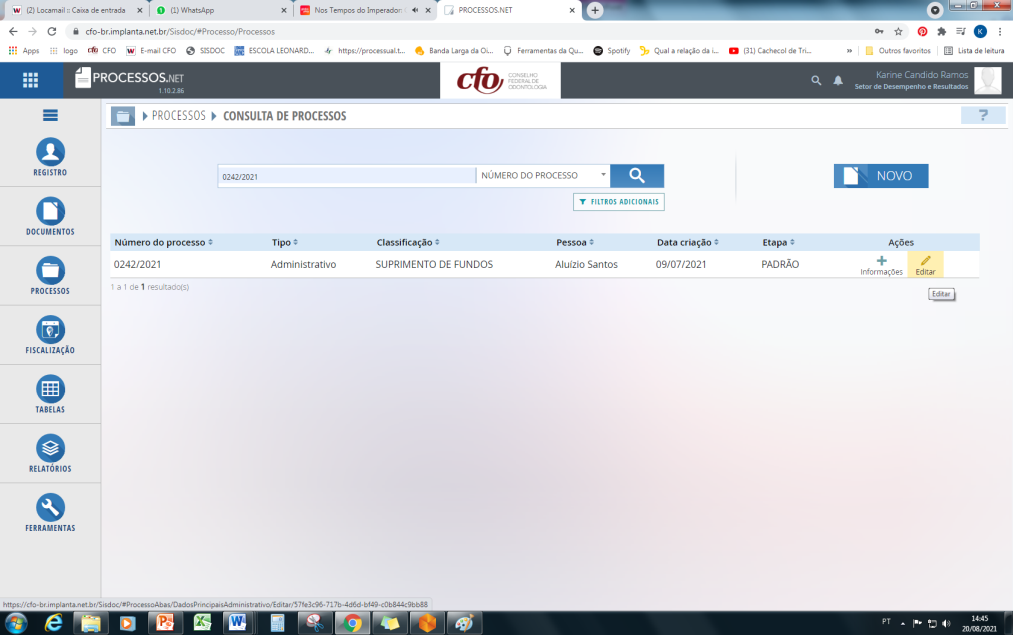 (2) Locamail :: Caixa de entrada
(1) WhatsApp
Nos Tempos do Imperador:
PROCESSOS.NET
cfo-br.implanta.net.br/Sisdoc/#Processo/Processos
Apps
logo
CFO
E-mail CFO
SISDOC
ESCOLA LEONARD...
https://processual.t...
Banda Larga da Oi...
Ferramentas da Qu...
Spotify
Qual a relação da i...
(31) Cachecol de Tri...
»
Outros favoritos
Lista de leitura
PROCESSOS.NET
1.10.2.86
cfo CONSELHO
FEDERAL DE
ODONTOLOGIA
Karine Candido Ramos
Setor de Desempenho e Resultados
PROCESSOS CONSULTA DE PROCESSOS
?
REGISTRO
DOCUMENTOS
PROCESSOS
FISCALIZAÇÃO
TABELAS
RELATÓRIOS
FERRAMENTAS
0242/2021 NÚMERO DO PROCESSO
NOVO
FILTROS ADICIONAIS
Número do processo Tipo Classificação Pessoa Data criação Etapa Ações
0242/2021 Administrativo SUPRIMENTO DE FUNDOS Aluízio Santos 09/07/2021 PADRÃO
Informações Editar
1 a 1 de 1 resultado(s)
Editar
https://cfo-br.implanta.net.br/Sisdoc/#ProcessoAbas/DadosPrincipaisAdministrativo/Editar/57fe3c96-717b-4d6d-bf49-c0b844c9bb88
PT
14:45
20/08/2021